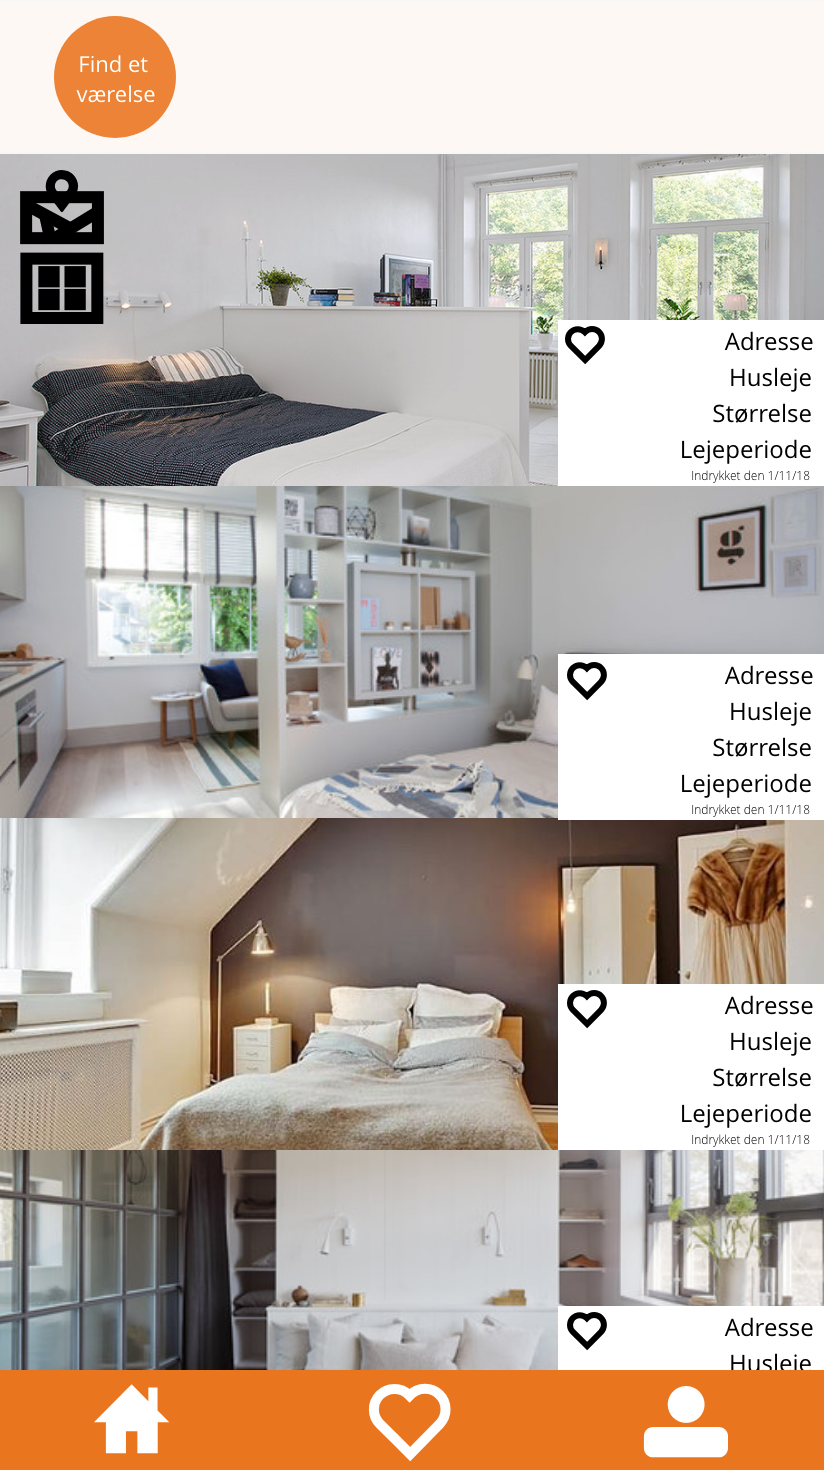 Find et
værelse
Adresse
Husleje
Størrelse
Lejeperiode
Indrykket den 1/11/18
Adresse
Husleje
Størrelse
Lejeperiode
Indrykket den 1/11/18
Adresse
Husleje
Størrelse
Lejeperiode
Indrykket den 1/11/18
Adresse
Husleje